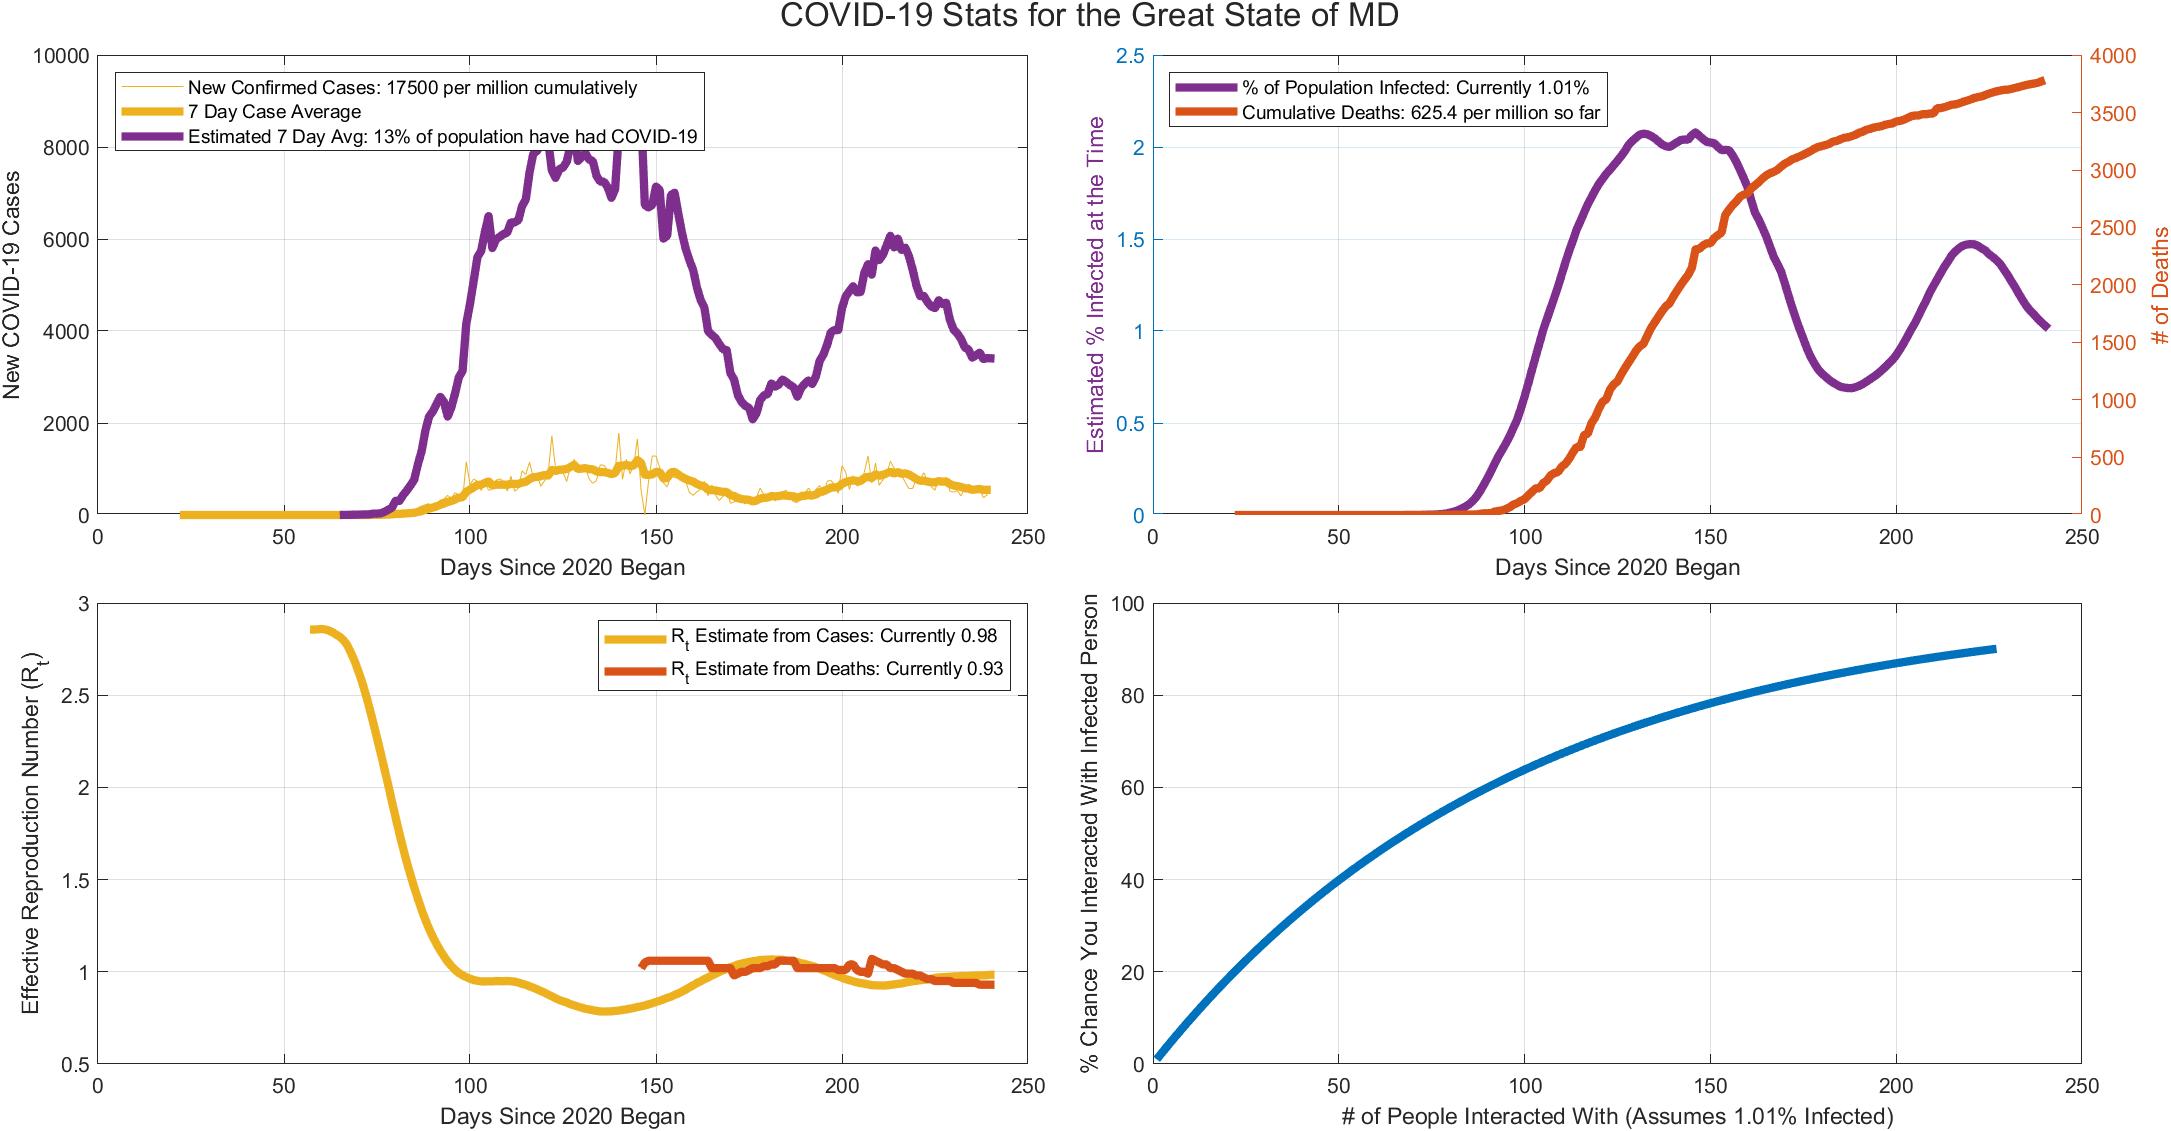 COVID-19 Stats for the Great State of MD
10000
8000
6000
4000
2000
0
New COVID-19 Cases
New Confirmed Cases: 17500 per million cumulatively
7 Day Case Average
Estimated 7 Day Avg: 13% of population have had COVID-19
0 50 100 150 200 250
Days Since 2020 Began
2.5
2
1.5
1
0.5
0
Estimated % Infected at the Time
% of Population Infected: Currently 1.01%
Cumulative Deaths: 625.4 per million so far
4000
3500
3000
2500
2000
1500
1000
500
0
# of Deaths
0 50 100 150 200 250
Days Since 2020 Began
3
2.5
2
1.5
1
0.5
Effective Reproduction Number (Rt)
Rt Estimate from Cases: Currently 0.98
Rt Estimate from Deaths: Currently 0.93
0 50 100 150 200 250
Days Since 2020 Began
100
80
60
40
20
0
% Chance You Interacted With Infected Person
0 50 100 150 200 250
# of People Interacted With (Assumes 1.01% Infected)